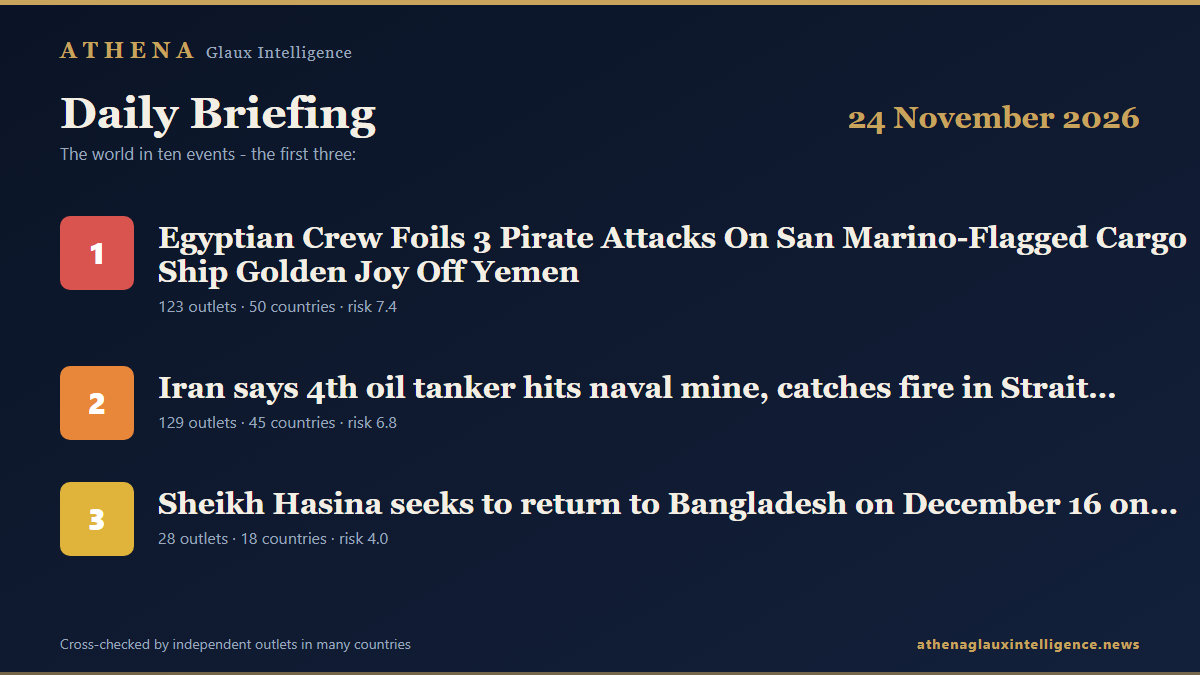 ATHENA Glaux Intelligence
Daily Briefing
24 November 2026
The world in ten events - the first three:
1
Egyptian Crew Foils 3 Pirate Attacks On San Marino-Flagged Cargo
Ship Golden Joy Off Yemen
123 outlets · 50 countries · risk 7.4
2
Iran says 4th oil tanker hits naval mine, catches fire in Strait...
129 outlets · 45 countries · risk 6.8
3
Sheikh Hasina seeks to return to Bangladesh on December 16 on...
28 outlets · 18 countries · risk 4.0
Cross-checked by independent outlets in many countries
athenaglauxintelligence.news